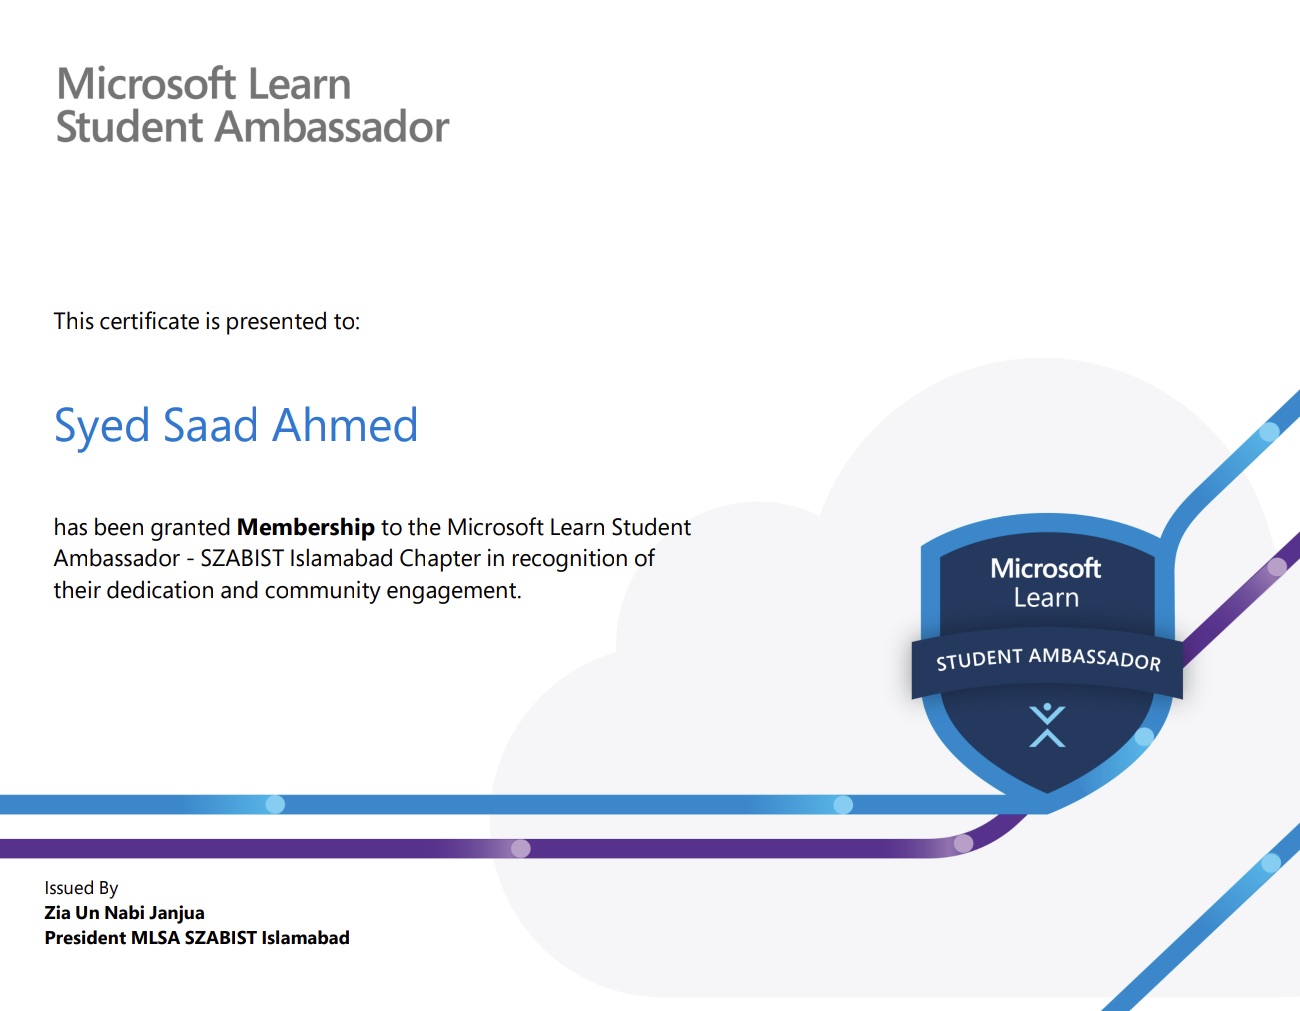 Microsoft Learn
Student Ambassador
This certificate is presented to:
Syed Saad Ahmed
has been granted Membership to the Microsoft Learn Student
Ambassador - SZABIST Islamabad Chapter in recognition of
their dedication and community engagement.
Microsoft
Learn
STUDENT AMBASSADOR
Issued By
Zia Un Nabi Janjua
President MLSA SZABIST Islamabad